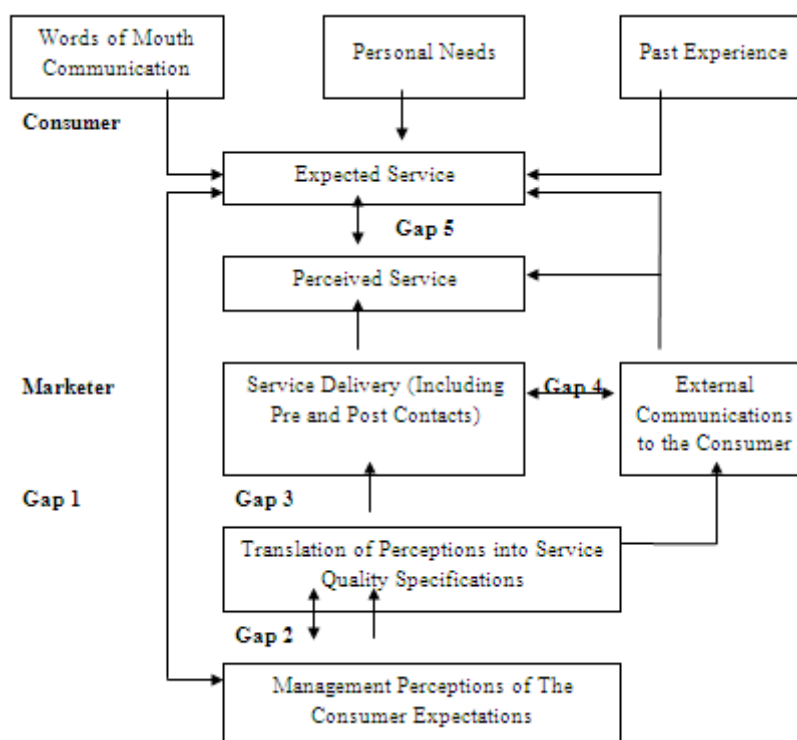 Words of Mouth
Communication
Personal Needs
Past Experience
Consumer
Expected Service
Gap 5
Perceived Service
Marketer
Service Delivery (Including
Pre and Post Contacts)
Gap 4
External
Communications
to the Consumer
Gap 1
Gap 3
Translation of Perceptions into Service
Quality Specifications
Gap 2
Management Perceptions of The
Consumer Expectations